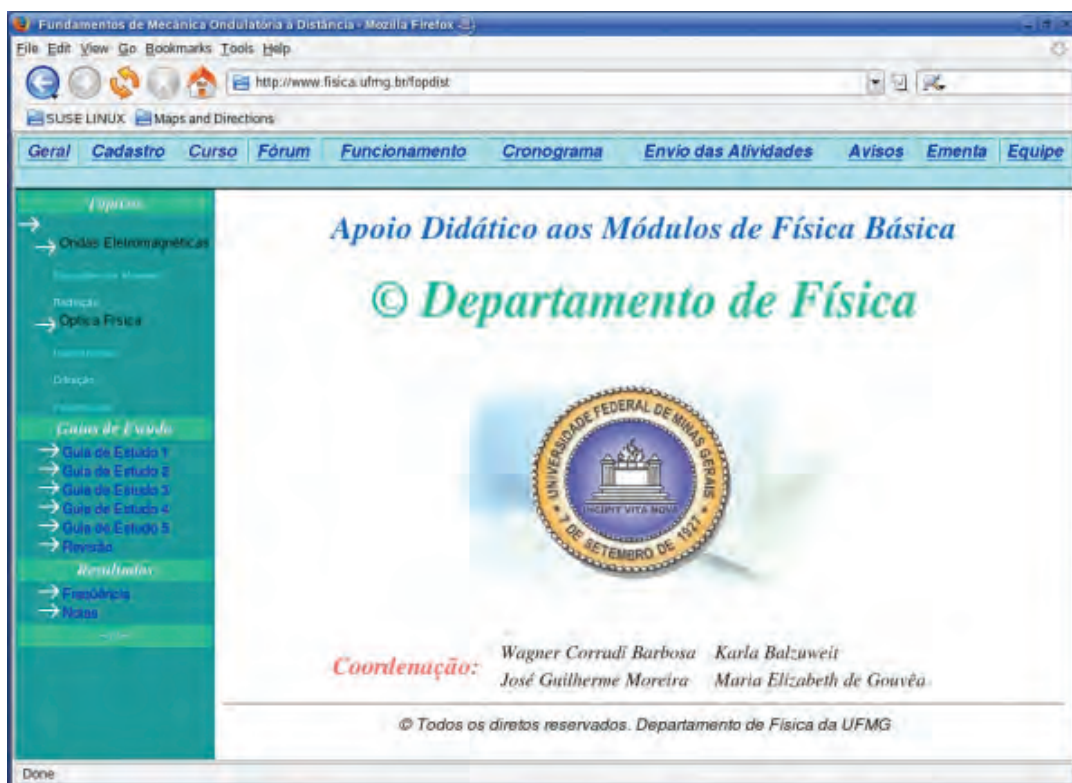 Fundamentos de Mecânica Ondulatória à Distância - Mozilla Firefox
File Edit View Go Bookmarks Tools Help
http://www.fisica.ufmg.br/fopdist
SUSE LINUX Maps and Directions
Geral Cadastro Curso Fórum Funcionamento Cronograma Envio das Atividades Avisos Ementa Equipe
Tópicos
Ondas Eletromagnéticas
Radiação
Óptica Física
Difração
Guias de Estudo
Guia de Estudo 1
Guia de Estudo 2
Guia de Estudo 3
Guia de Estudo 4
Guia de Estudo 5
Revisão
Resultados
Freqüência
Notas
Apoio Didático aos Módulos de Física Básica
© Departamento de Física
UNIVERSIDADE FEDERAL DE MINAS GERAIS
INCIPIT VITA NOVA
7 DE SETEMBRO DE 1927
Coordenação:
Wagner Corradi Barbosa Karla Balzuweit
José Guilherme Moreira Maria Elizabeth de Gouvêa
© Todos os diretos reservados. Departamento de Física da UFMG
Done